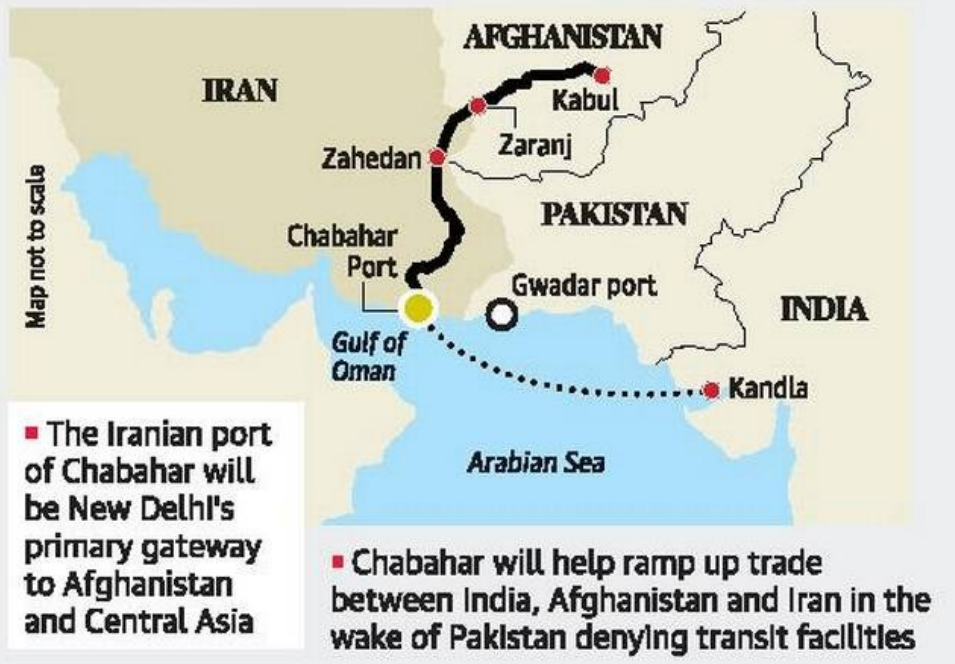 AFGHANISTAN
IRAN
Kabul
Zaranj
Zahedan
Map not to scale
PAKISTAN
Chabahar
Port
Gwadar port
INDIA
Gulf of
Oman
Kandla
Arabian Sea
The Iranian port
of Chabahar will
be New Delhi's
primary gateway
to Afghanistan
and Central Asia
Chabahar will help ramp up trade
between India, Afghanistan and Iran in the
wake of Pakistan denying transit facilities